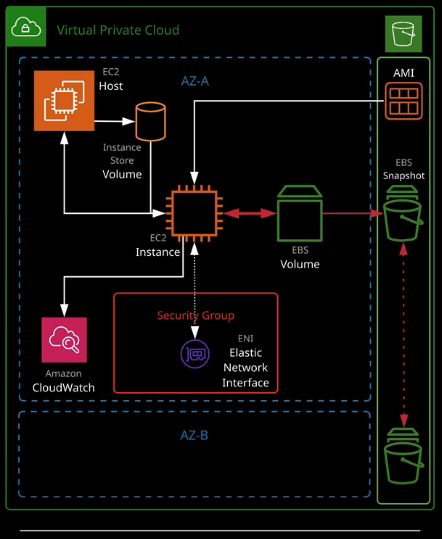 Virtual Private Cloud
AZ-A
EC2
Host
AMI
Instance
Store
Volume
EBS
Snapshot
EC2
Instance
EBS
Volume
Security Group
ENI
Elastic
Network
Interface
Amazon
CloudWatch
AZ-B